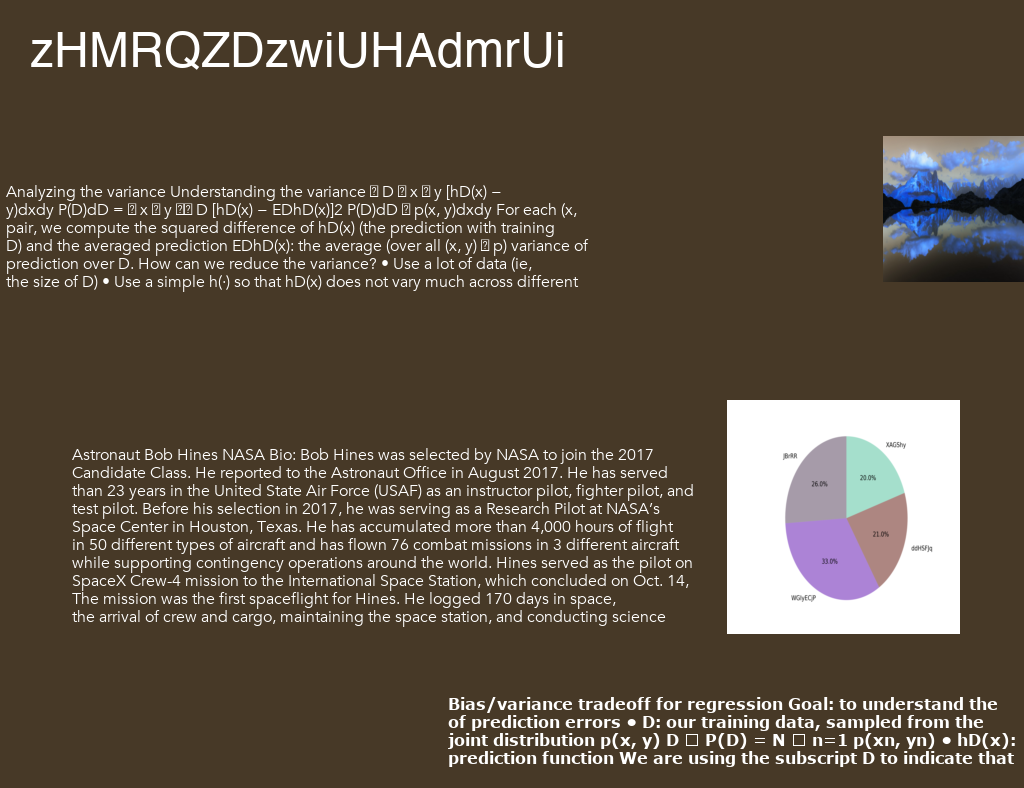 zHMRQZDzwiUHAdmrUi
Analyzing the variance Understanding the variance D x y [hD(x) −
y)dxdy P(D)dD = x y D [hD(x) − EDhD(x)]2 P(D)dD p(x, y)dxdy For each (x,
pair, we compute the squared difference of hD(x) (the prediction with training
D) and the averaged prediction EDhD(x): the average (over all (x, y) p) variance of
prediction over D. How can we reduce the variance? • Use a lot of data (ie,
the size of D) • Use a simple h(·) so that hD(x) does not vary much across different
Astronaut Bob Hines NASA Bio: Bob Hines was selected by NASA to join the 2017
Candidate Class. He reported to the Astronaut Office in August 2017. He has served
than 23 years in the United State Air Force (USAF) as an instructor pilot, fighter pilot, and
test pilot. Before his selection in 2017, he was serving as a Research Pilot at NASA’s
Space Center in Houston, Texas. He has accumulated more than 4,000 hours of flight
in 50 different types of aircraft and has flown 76 combat missions in 3 different aircraft
while supporting contingency operations around the world. Hines served as the pilot on
SpaceX Crew-4 mission to the International Space Station, which concluded on Oct. 14,
The mission was the first spaceflight for Hines. He logged 170 days in space,
the arrival of crew and cargo, maintaining the space station, and conducting science
XAGShy
JBrRR
20.0%
26.0%
21.0%
ddHSFJq
33.0%
WGlyECjP
Bias/variance tradeoff for regression Goal: to understand the
of prediction errors • D: our training data, sampled from the
joint distribution p(x, y) D P(D) = N n=1 p(xn, yn) • hD(x):
prediction function We are using the subscript D to indicate that